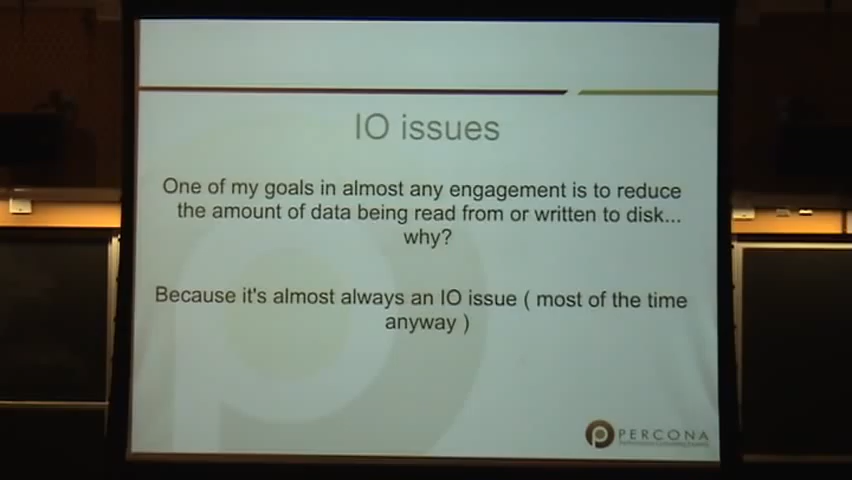 IO issues
One of my goals in almost any engagement is to reduce
the amount of data being read from or written to disk...
why?
Because it's almost always an IO issue ( most of the time
anyway )
PERCONA